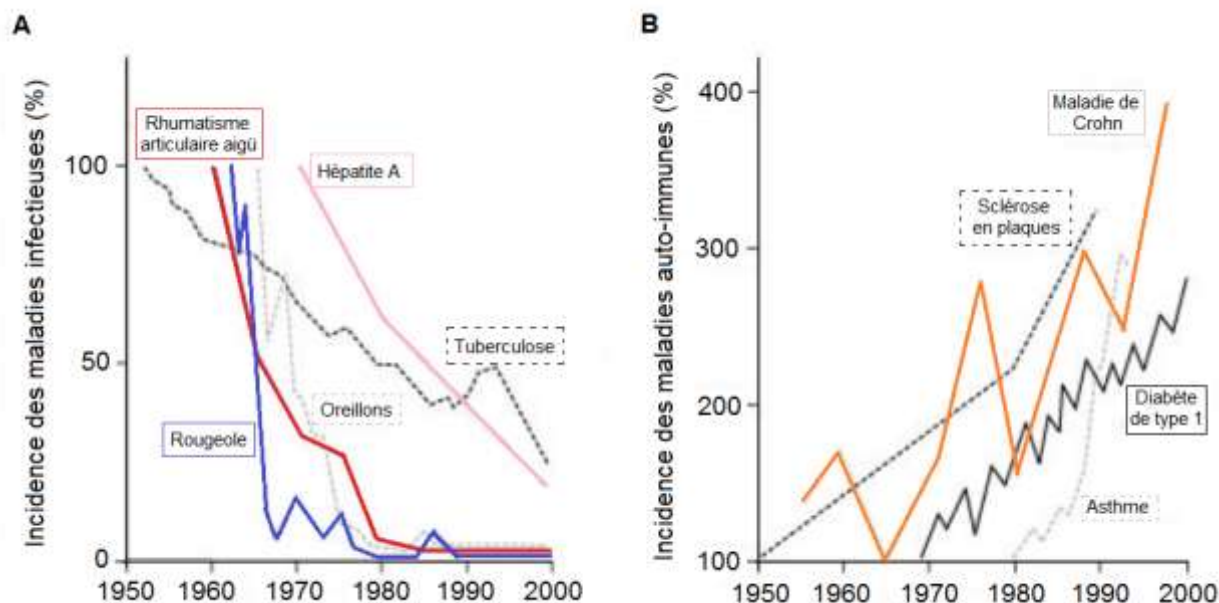 A
Incidence des maladies infectieuses (%)
100
50
0
1950 1960 1970 1980 1990 2000
Rhumatisme
articulaire aigü
Hépatite A
Tuberculose
Oreillons
Rougeole
B
Incidence des maladies auto-immunes (%)
400
300
200
100
1950 1960 1970 1980 1990 2000
Maladie de
Crohn
Sclérose
en plaques
Diabète
de type 1
Asthme